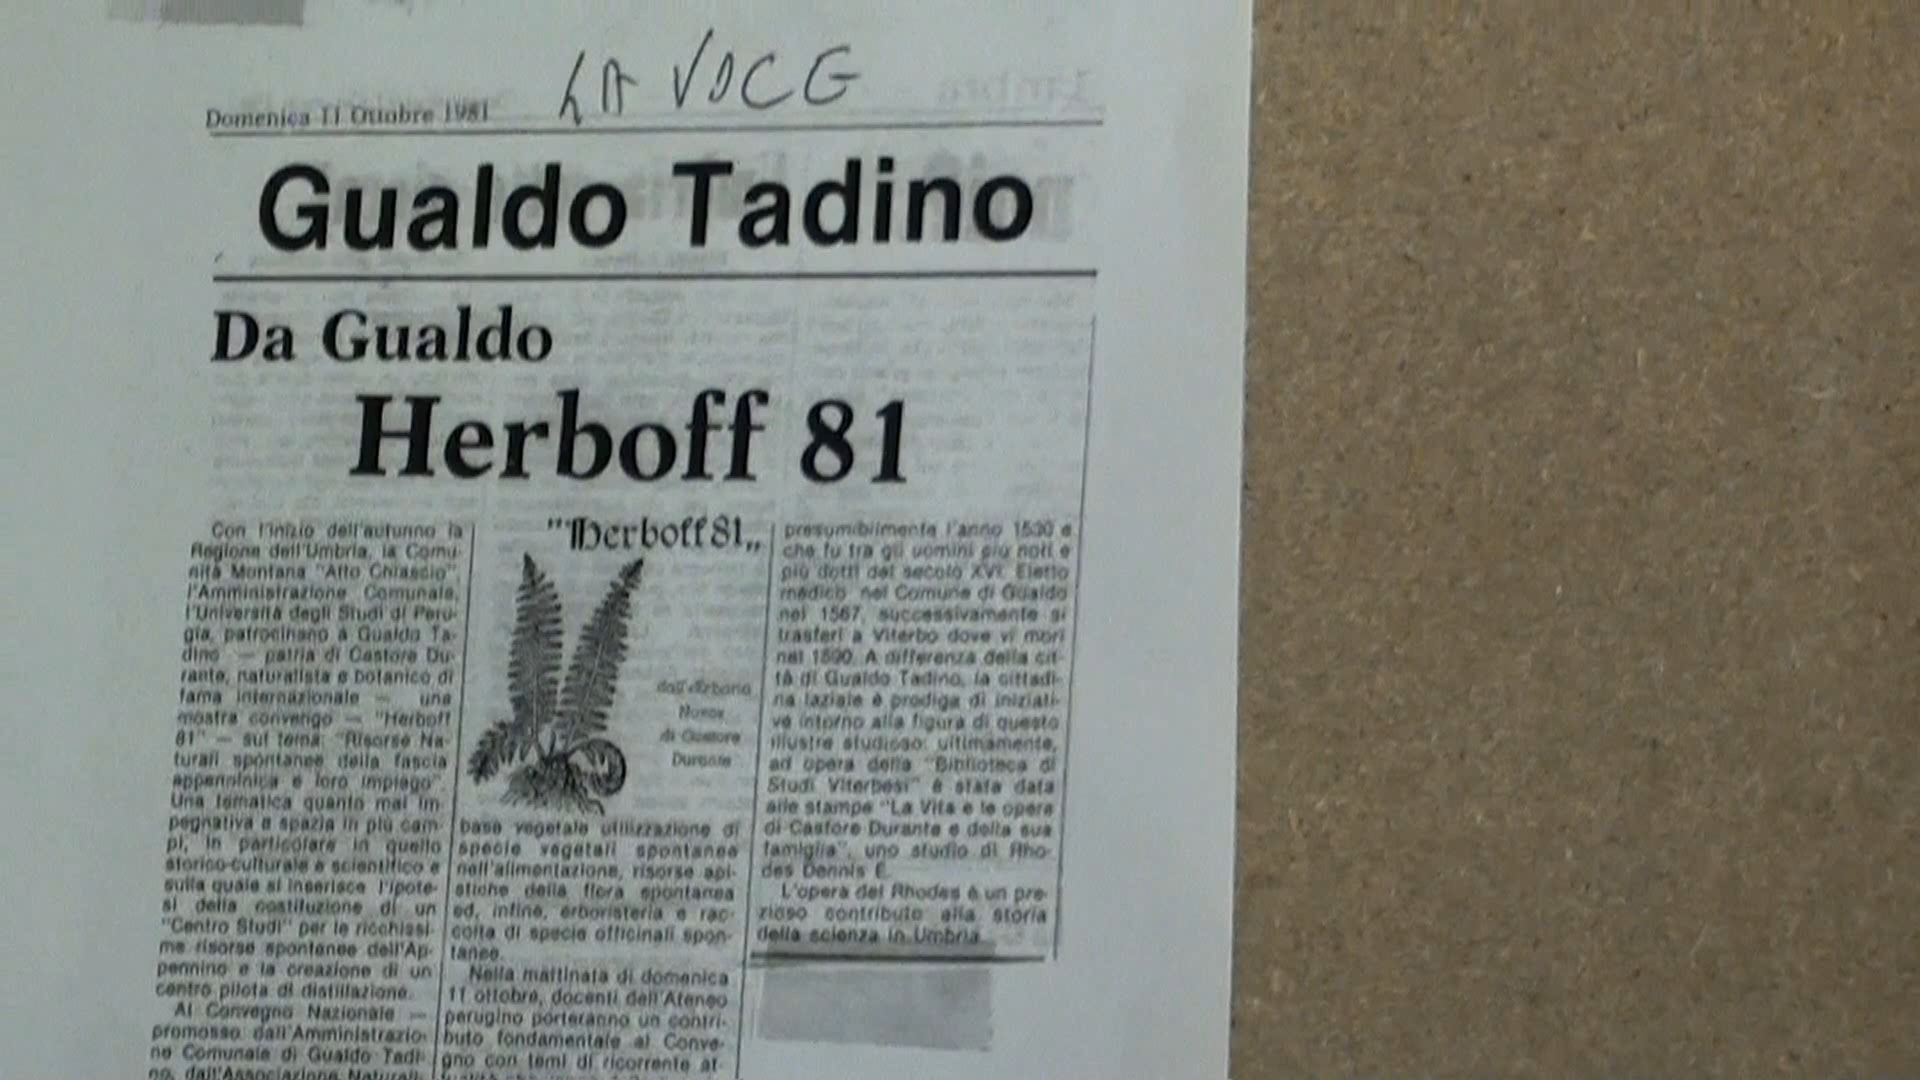 LA VOCE
Domenica 11 Ottobre 1981
Gualdo Tadino
Da Gualdo
Herboff 81
Con l'inizio dell'autunno la
Regione dell'Umbria, la Comu-
nità Montana "Alto Chiascio",
l'Amministrazione Comunale,
l'Università degli Studi di Peru-
gia, patrocinano a Gualdo Ta-
dino — patria di Castore Du-
rante, naturalista e botanico di
fama internazionale — una
mostra convengo — "Herboff
81" — sul tema: "Risorse Na-
turali spontanee della fascia
appenninica e loro impiego"
Una tematica quanto mai im-
pegnativa e spazia in più cam-
pi, in particolare in quello
storico-culturale e scientifico e
sulla quale si inserisce l'ipote-
si della costituzione di un
"Centro Studi" per le ricchissi-
me risorse spontanee dell'Ap-
pennino e la creazione di un
centro pilota di distillazione.
Al Convegno Nazionale —
promosso dall'Amministrazio-
ne Comunale di Gualdo Tadi-
no, dall'Associazione Naturali-
"Herboff 81„
dall'Erbario
Novo
di Castore
Durante
base vegetale utilizzazione di
specie vegetali spontanee
nell'alimentazione, risorse api-
stiche della flora spontanea
ed, infine, erboristeria e rac-
colta di specie officinali spon-
tanee.
Nella mattinata di domenica
11 ottobre, docenti dell'Ateneo
perugino porteranno un contri-
buto fondamentale al Conve-
gno con temi di ricorrente at-
presumibilmente l'anno 1530 e
che fu tra gli uomini più noti e
più dotti del secolo XVI. Eletto
medico nel Comune di Gualdo
nel 1567, successivamente si
trasferì a Viterbo dove vi morì
nel 1590. A differenza della cit-
tà di Gualdo Tadino, la cittadi-
na laziale è prodiga di iniziati-
ve intorno alla figura di questo
illustre studioso: ultimamente,
ad opera della "Biblioteca di
Studi Viterbesi" è stata data
alle stampe "La Vita e le opere
di Castore Durante e della sua
famiglia", uno studio di Rho-
des Dennis E.
L'opera del Rhodes è un pre-
zioso contributo alla storia
della scienza in Umbria.